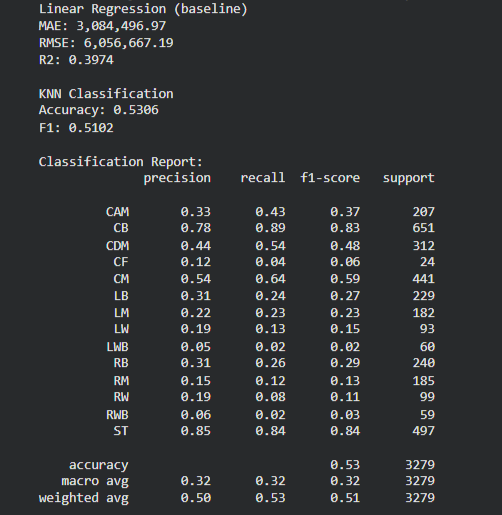 Linear Regression (baseline)
MAE: 3,084,496.97
RMSE: 6,056,667.19
R2: 0.3974
KNN Classification
Accuracy: 0.5306
F1: 0.5102
Classification Report:
precision recall f1-score support
CAM 0.33 0.43 0.37 207
CB 0.78 0.89 0.83 651
CDM 0.44 0.54 0.48 312
CF 0.12 0.04 0.06 24
CM 0.54 0.64 0.59 441
LB 0.31 0.24 0.27 229
LM 0.22 0.23 0.23 182
LW 0.19 0.13 0.15 93
LWB 0.05 0.02 0.02 60
RB 0.31 0.26 0.29 240
RM 0.15 0.12 0.13 185
RW 0.19 0.08 0.11 99
RWB 0.06 0.02 0.03 59
ST 0.85 0.84 0.84 497
accuracy 0.53 3279
macro avg 0.32 0.32 0.32 3279
weighted avg 0.50 0.53 0.51 3279